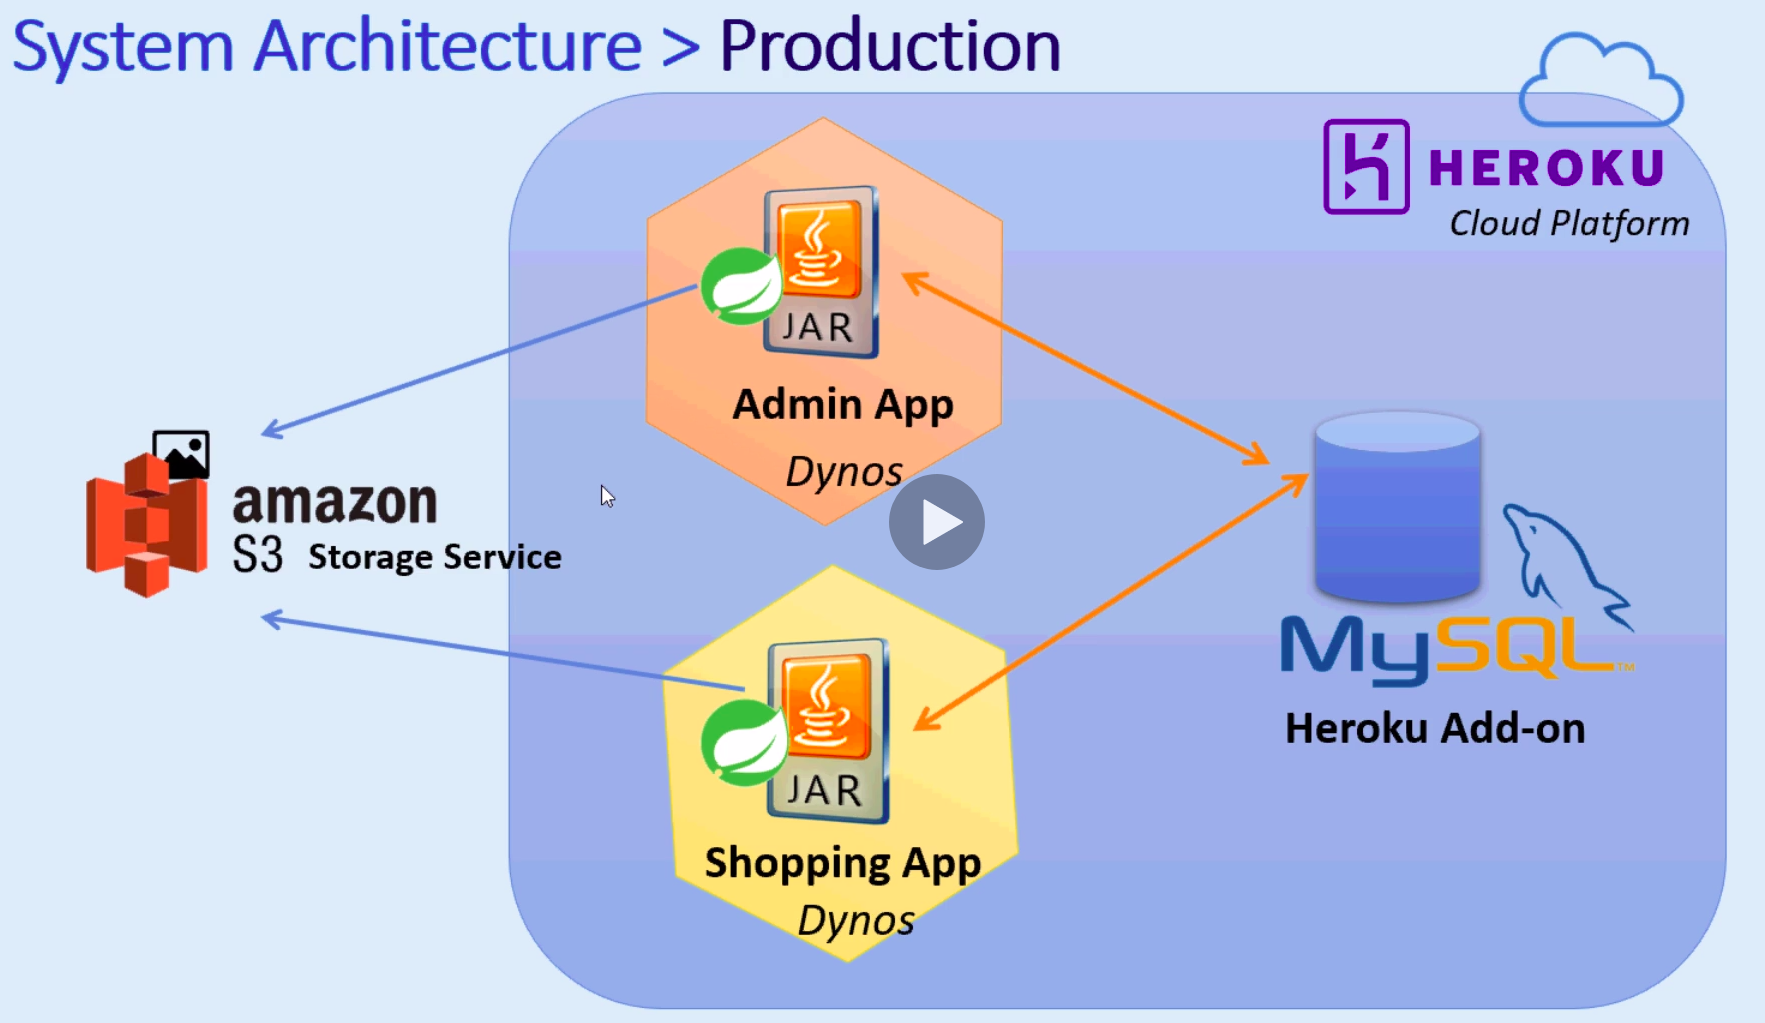 System Architecture > Production
HEROKU
Cloud Platform
JAR
Admin App
Dynos
amazon
S3 Storage Service
MySQL™
Heroku Add-on
JAR
Shopping App
Dynos